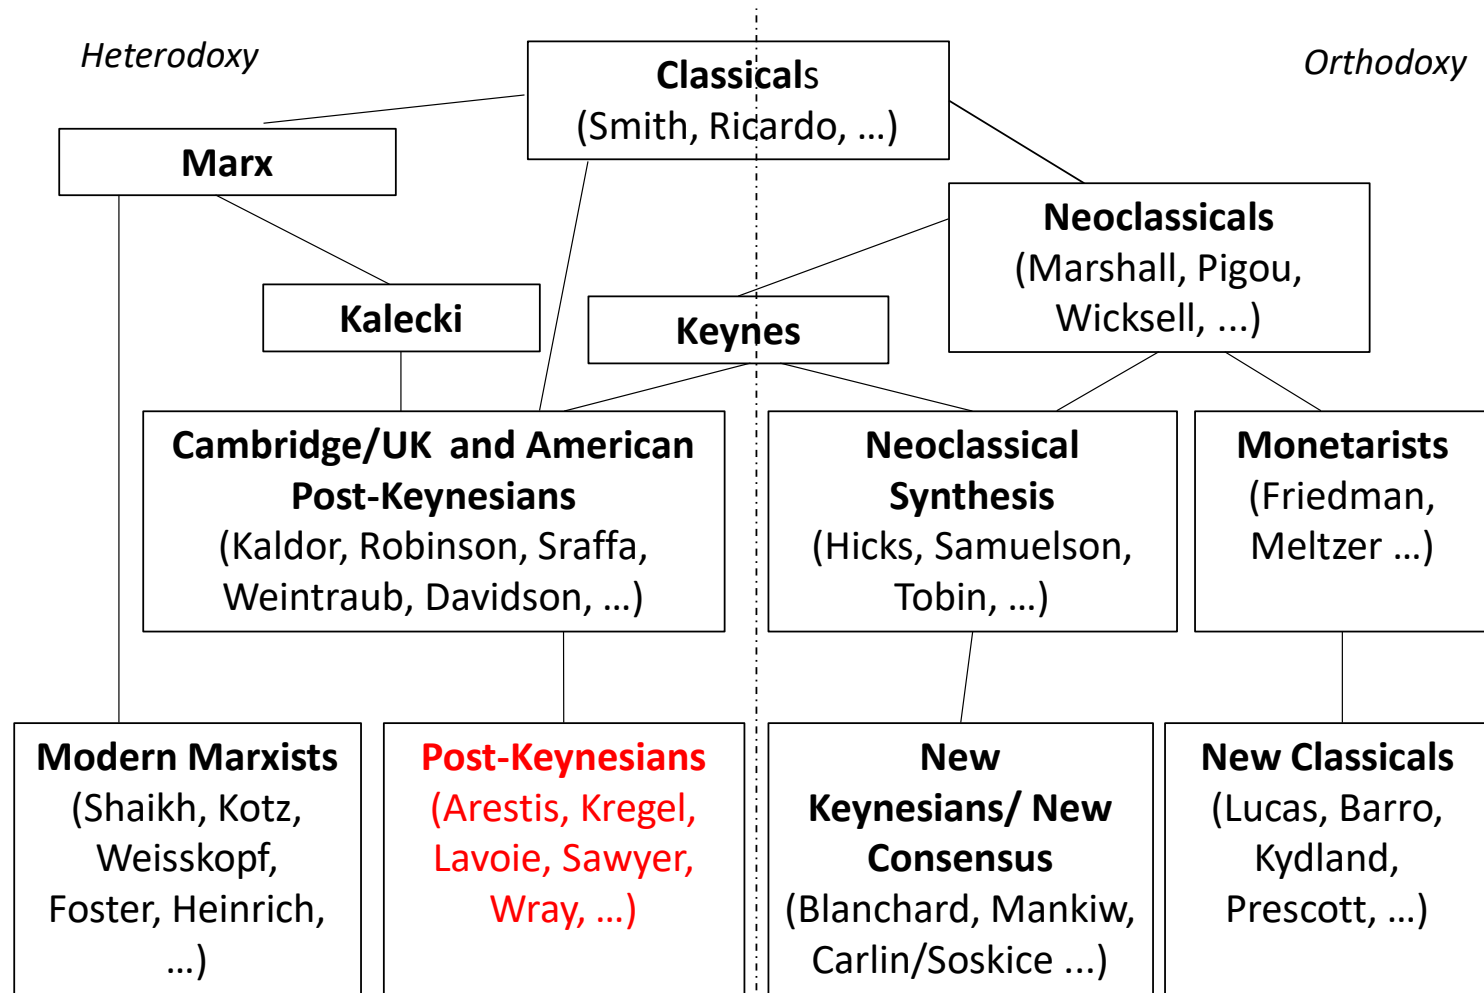 Heterodoxy
Orthodoxy
Classicals
(Smith, Ricardo, …)
Marx
Neoclassicals
(Marshall, Pigou,
Wicksell, ...)
Kalecki
Keynes
Cambridge/UK and American
Post-Keynesians
(Kaldor, Robinson, Sraffa,
Weintraub, Davidson, …)
Neoclassical
Synthesis
(Hicks, Samuelson,
Tobin, …)
Monetarists
(Friedman,
Meltzer …)
Modern Marxists
(Shaikh, Kotz,
Weisskopf,
Foster, Heinrich,
…)
Post-Keynesians
(Arestis, Kregel,
Lavoie, Sawyer,
Wray, …)
New
Keynesians/ New
Consensus
(Blanchard, Mankiw,
Carlin/Soskice ...)
New Classicals
(Lucas, Barro,
Kydland,
Prescott, …)